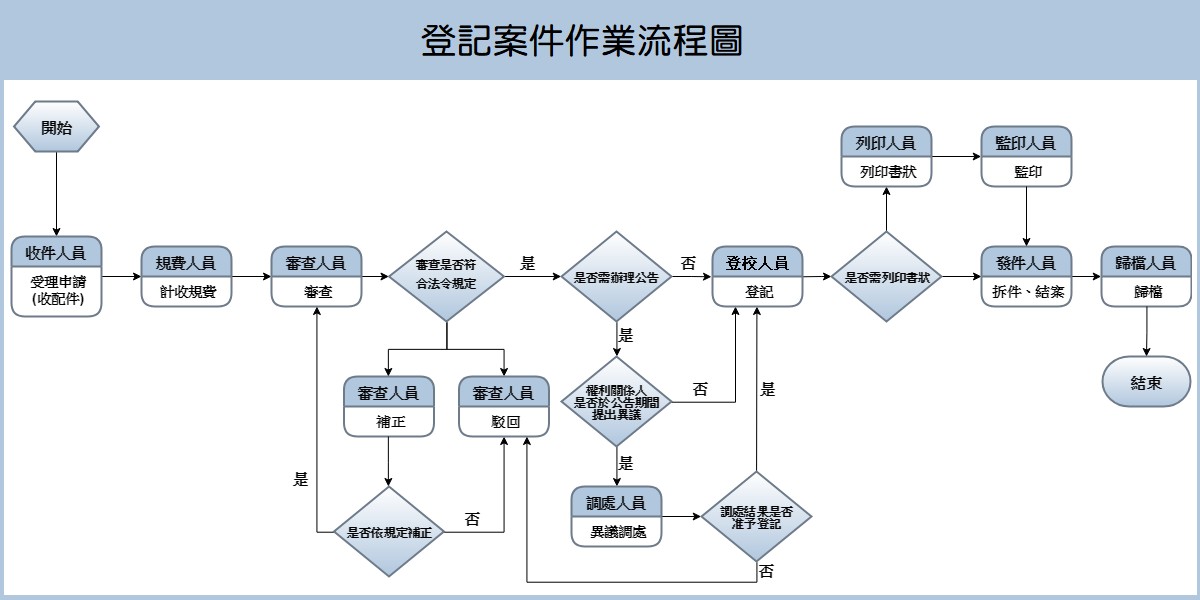 登記案件作業流程圖
開始
收件人員
受理申請
(收配件)
規費人員
計收規費
審查人員
審查
審查是否符
合法令規定
是
是否需辦理公告
否
登校人員
登記
是否需列印書狀
列印人員
列印書狀
監印人員
監印
發件人員
拆件、結案
歸檔人員
歸檔
結束
審查人員
補正
審查人員
駁回
是否依規定補正
是
否
是
權利關係人
是否於公告期間
提出異議
否
是
調處人員
異議調處
調處結果是否
准予登記
是
否